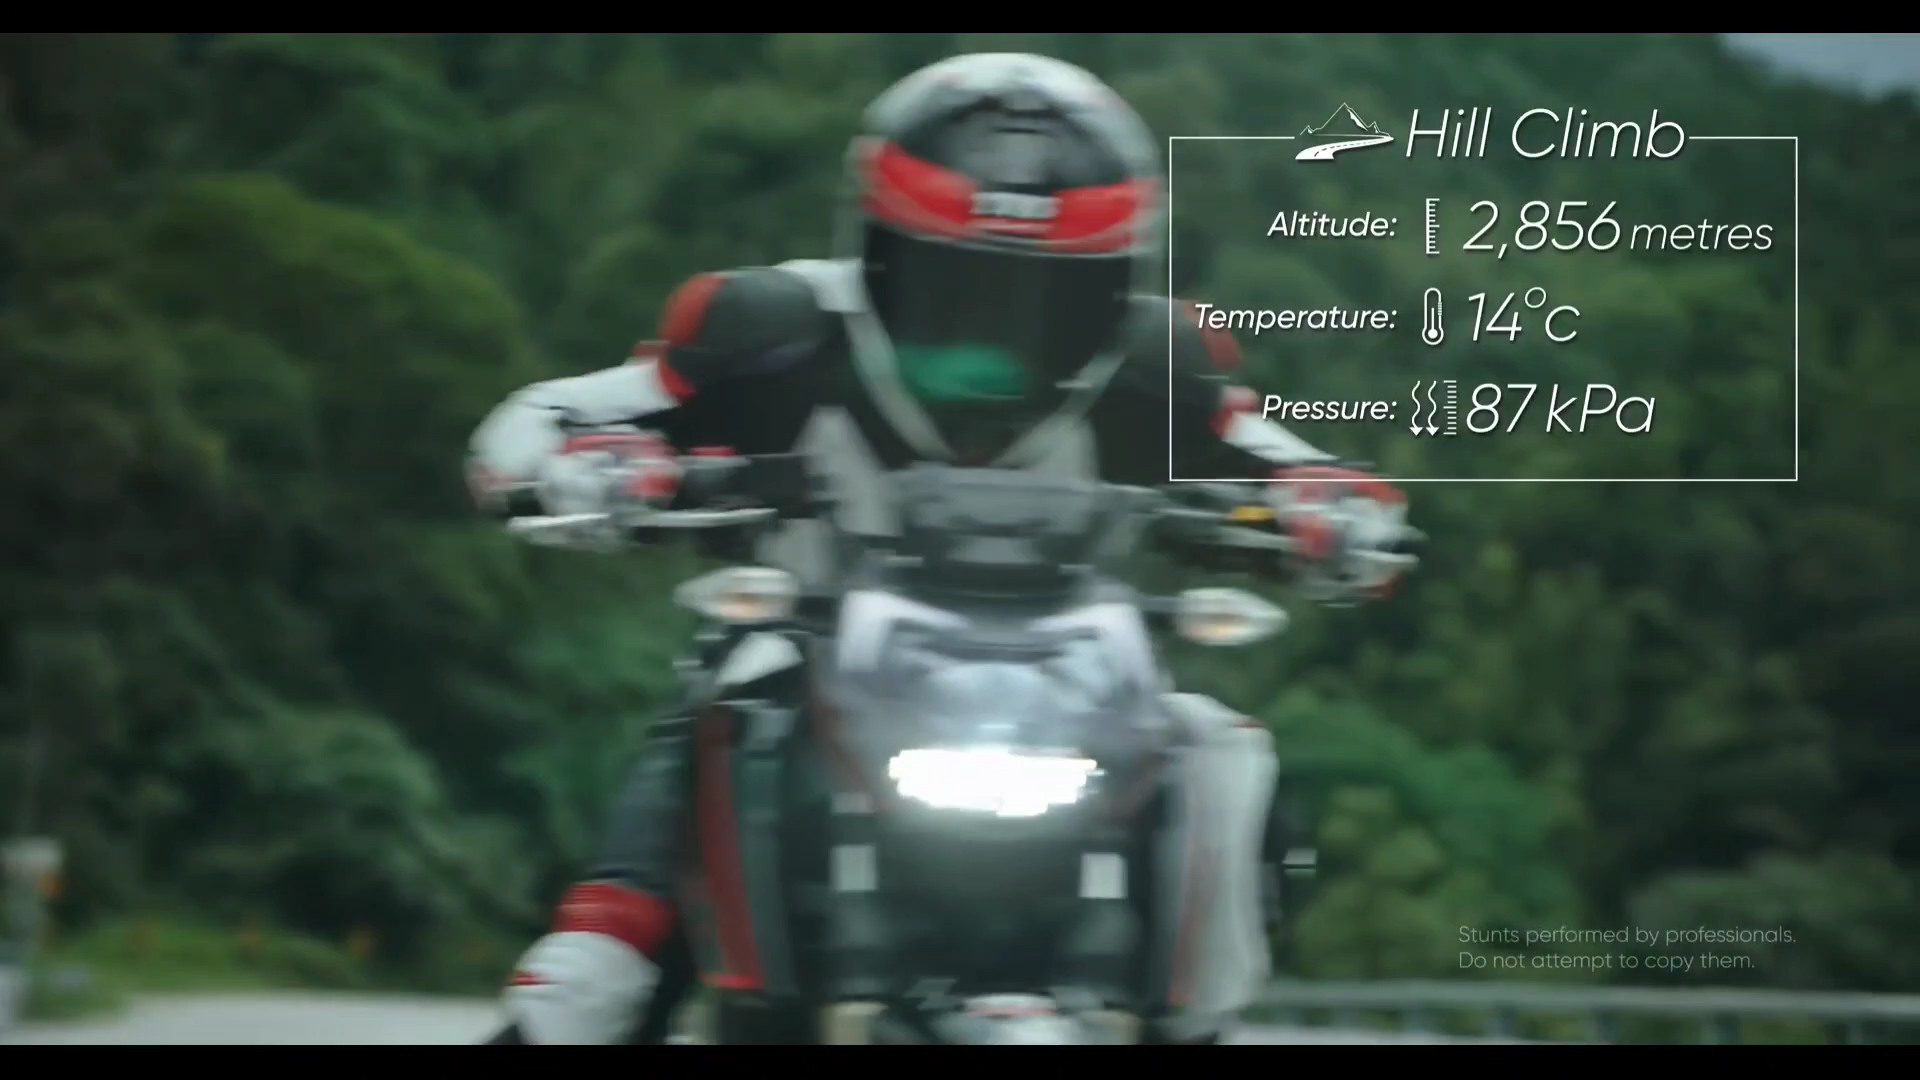 Hill Climb
Altitude: 2,856 metres
Temperature: 14°c
Pressure: 87 kPa
Stunts performed by professionals.
Do not attempt to copy them.